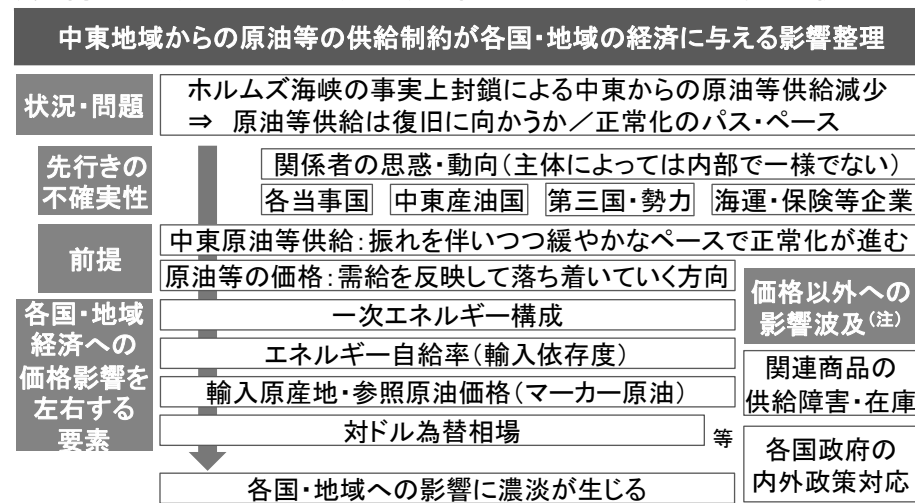 中東地域からの原油等の供給制約が各国・地域の経済に与える影響整理
状況・問題
ホルムズ海峡の事実上封鎖による中東からの原油等供給減少
⇒ 原油等供給は復旧に向かうか／正常化のパス・ペース
先行きの
不確実性
関係者の思惑・動向（主体によっては内部で一様でない）
各当事国 中東産油国 第三国・勢力 海運・保険等企業
前提
中東原油等供給：振れを伴いつつ緩やかなペースで正常化が進む
原油等の価格：需給を反映して落ち着いていく方向
各国・地域
経済への
価格影響を
左右する
要素
一次エネルギー構成
エネルギー自給率（輸入依存度）
輸入原産地・参照原油価格（マーカー原油）
対ドル為替相場
等
価格以外への
影響波及（注）
関連商品の
供給障害・在庫
各国政府の
内外政策対応
各国・地域への影響に濃淡が生じる